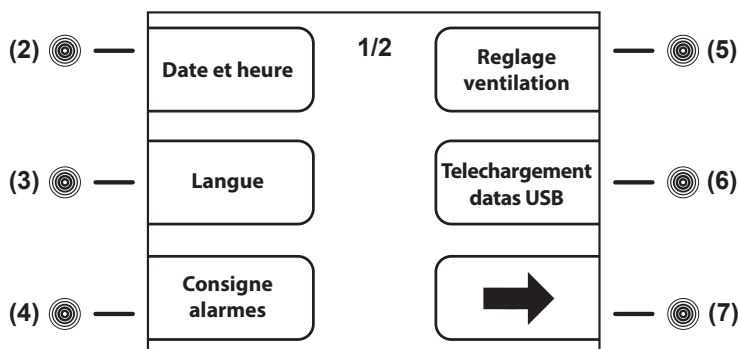 (2)
Date et heure
1/2
Reglage
ventilation
(5)
(3)
Langue
Telechargement
datas USB
(6)
(4)
Consigne
alarmes
(7)